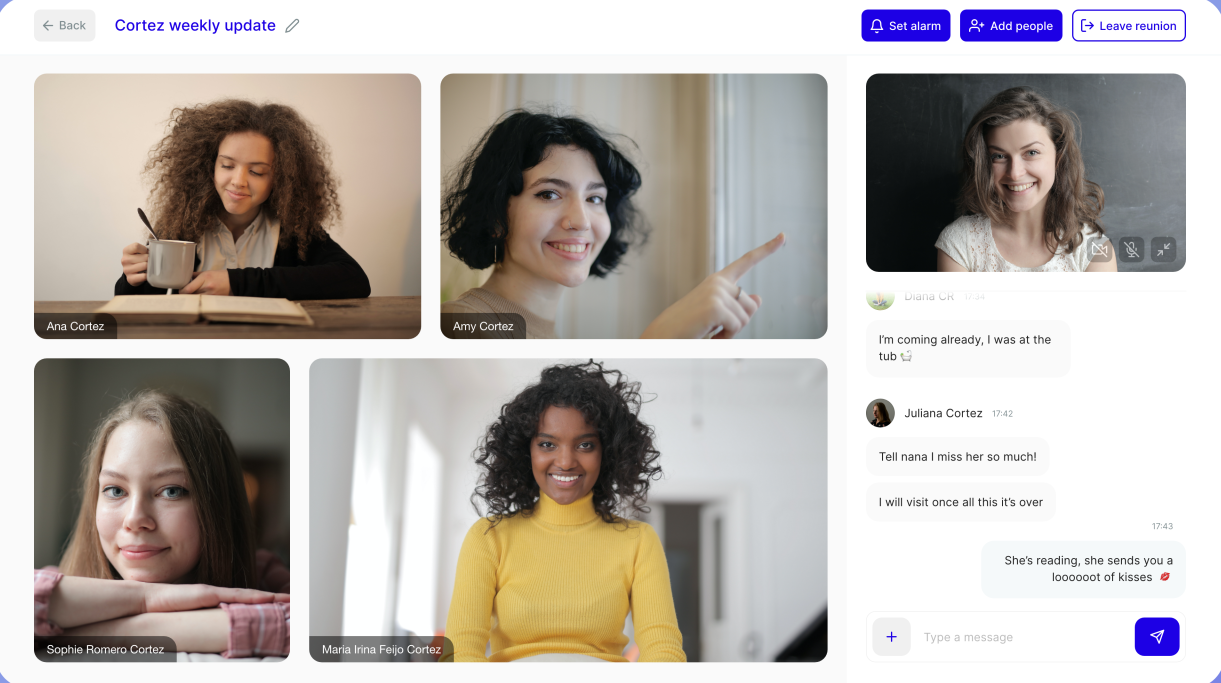 Back
Cortez weekly update
Set alarm
Add people
Leave reunion
Ana Cortez
Amy Cortez
Sophie Romero Cortez
Maria Irina Feijo Cortez
Diana CR 17:34
I'm coming already, I was at the
tub
Juliana Cortez 17:42
Tell nana I miss her so much!
I will visit once all this it's over
17:43
She's reading, she sends you a
loooooot of kisses
Type a message